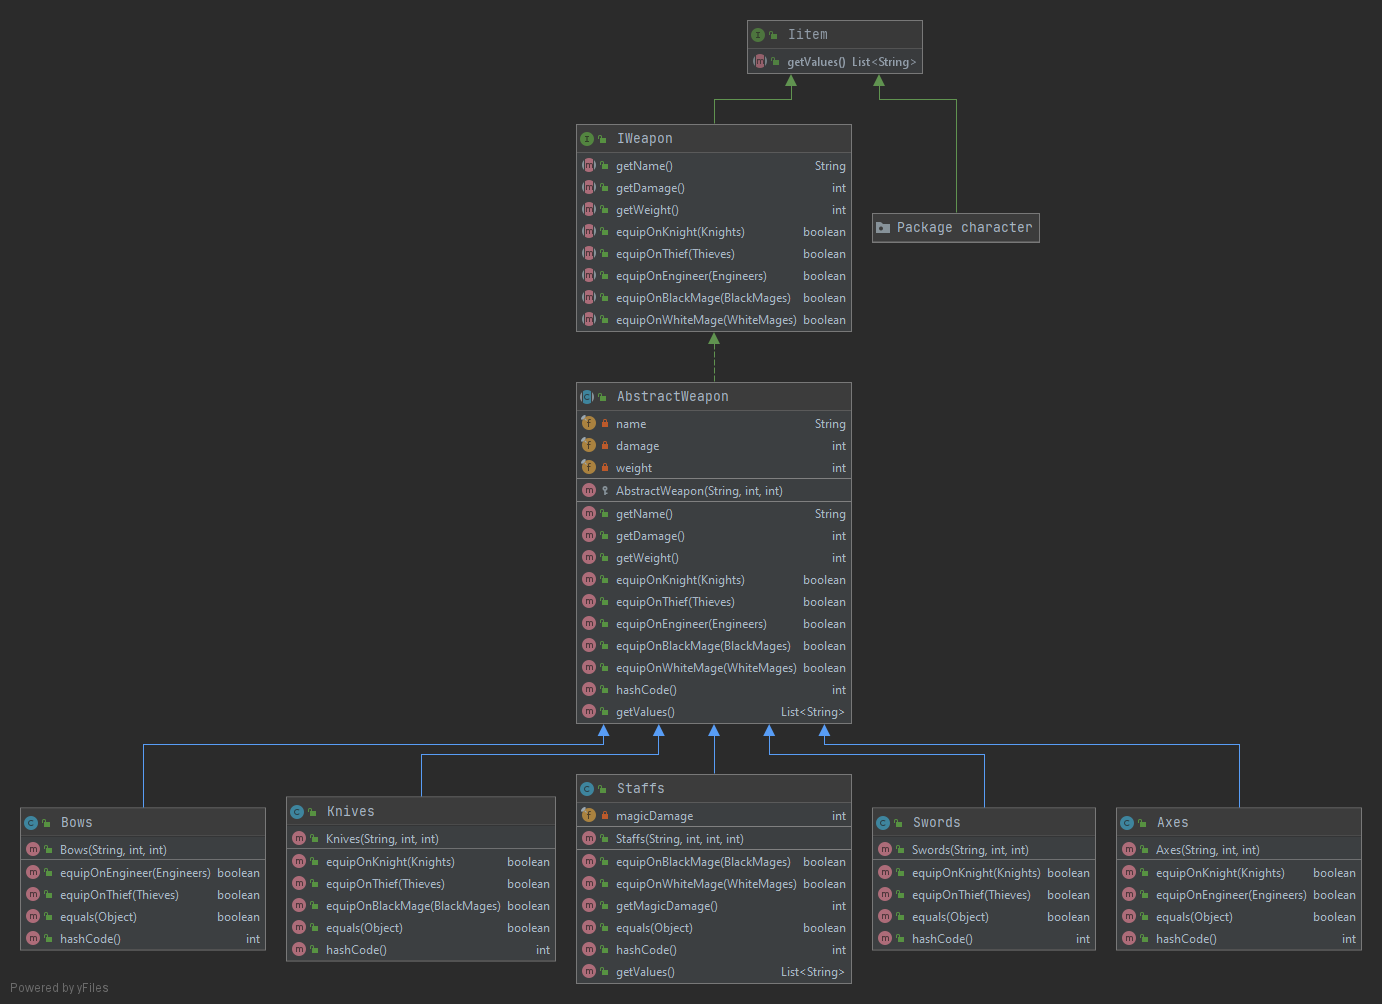 Iitem
getValues() List<String>
IWeapon
getName() String
getDamage() int
getWeight() int
equipOnKnight(Knights) boolean
equipOnThief(Thieves) boolean
equipOnEngineer(Engineers) boolean
equipOnBlackMage(BlackMages) boolean
equipOnWhiteMage(WhiteMages) boolean
Package character
AbstractWeapon
name String
damage int
weight int
AbstractWeapon(String, int, int)
getName() String
getDamage() int
getWeight() int
equipOnKnight(Knights) boolean
equipOnThief(Thieves) boolean
equipOnEngineer(Engineers) boolean
equipOnBlackMage(BlackMages) boolean
equipOnWhiteMage(WhiteMages) boolean
hashCode() int
getValues() List<String>
Bows
Bows(String, int, int)
equipOnEngineer(Engineers) boolean
equipOnThief(Thieves) boolean
equals(Object) boolean
hashCode() int
Knives
Knives(String, int, int)
equipOnKnight(Knights) boolean
equipOnThief(Thieves) boolean
equipOnBlackMage(BlackMages) boolean
equals(Object) boolean
hashCode() int
Staffs
magicDamage int
Staffs(String, int, int, int)
equipOnBlackMage(BlackMages) boolean
equipOnWhiteMage(WhiteMages) boolean
getMagicDamage() int
equals(Object) boolean
hashCode() int
getValues() List<String>
Swords
Swords(String, int, int)
equipOnKnight(Knights) boolean
equipOnThief(Thieves) boolean
equals(Object) boolean
hashCode() int
Axes
Axes(String, int, int)
equipOnKnight(Knights) boolean
equipOnEngineer(Engineers) boolean
equals(Object) boolean
hashCode() int
Powered by yFiles